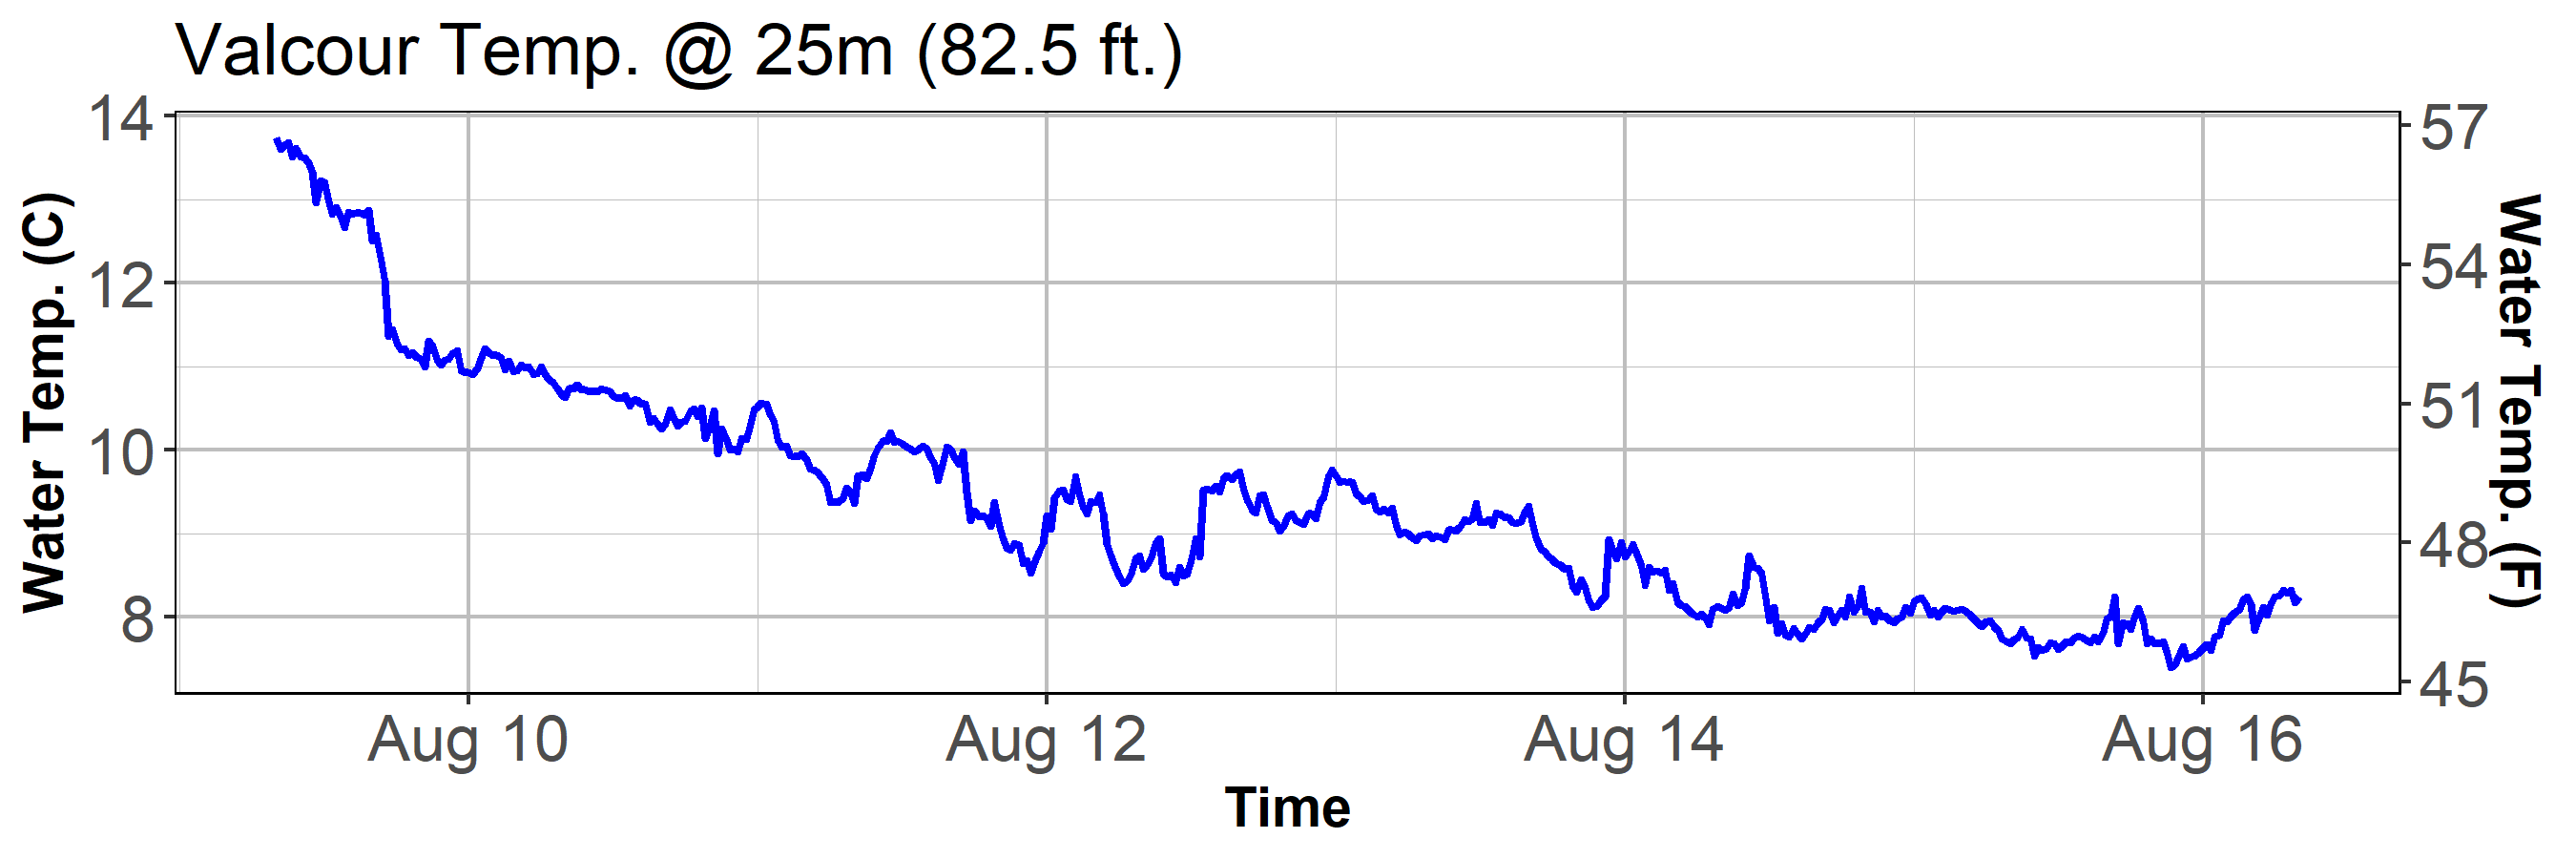 Valcour Temp. @ 25m (82.5 ft.)
Water Temp. (C)
14
12
10
8
57
54
51
48
45
Water Temp. (F)
Aug 10 Aug 12 Aug 14 Aug 16
Time